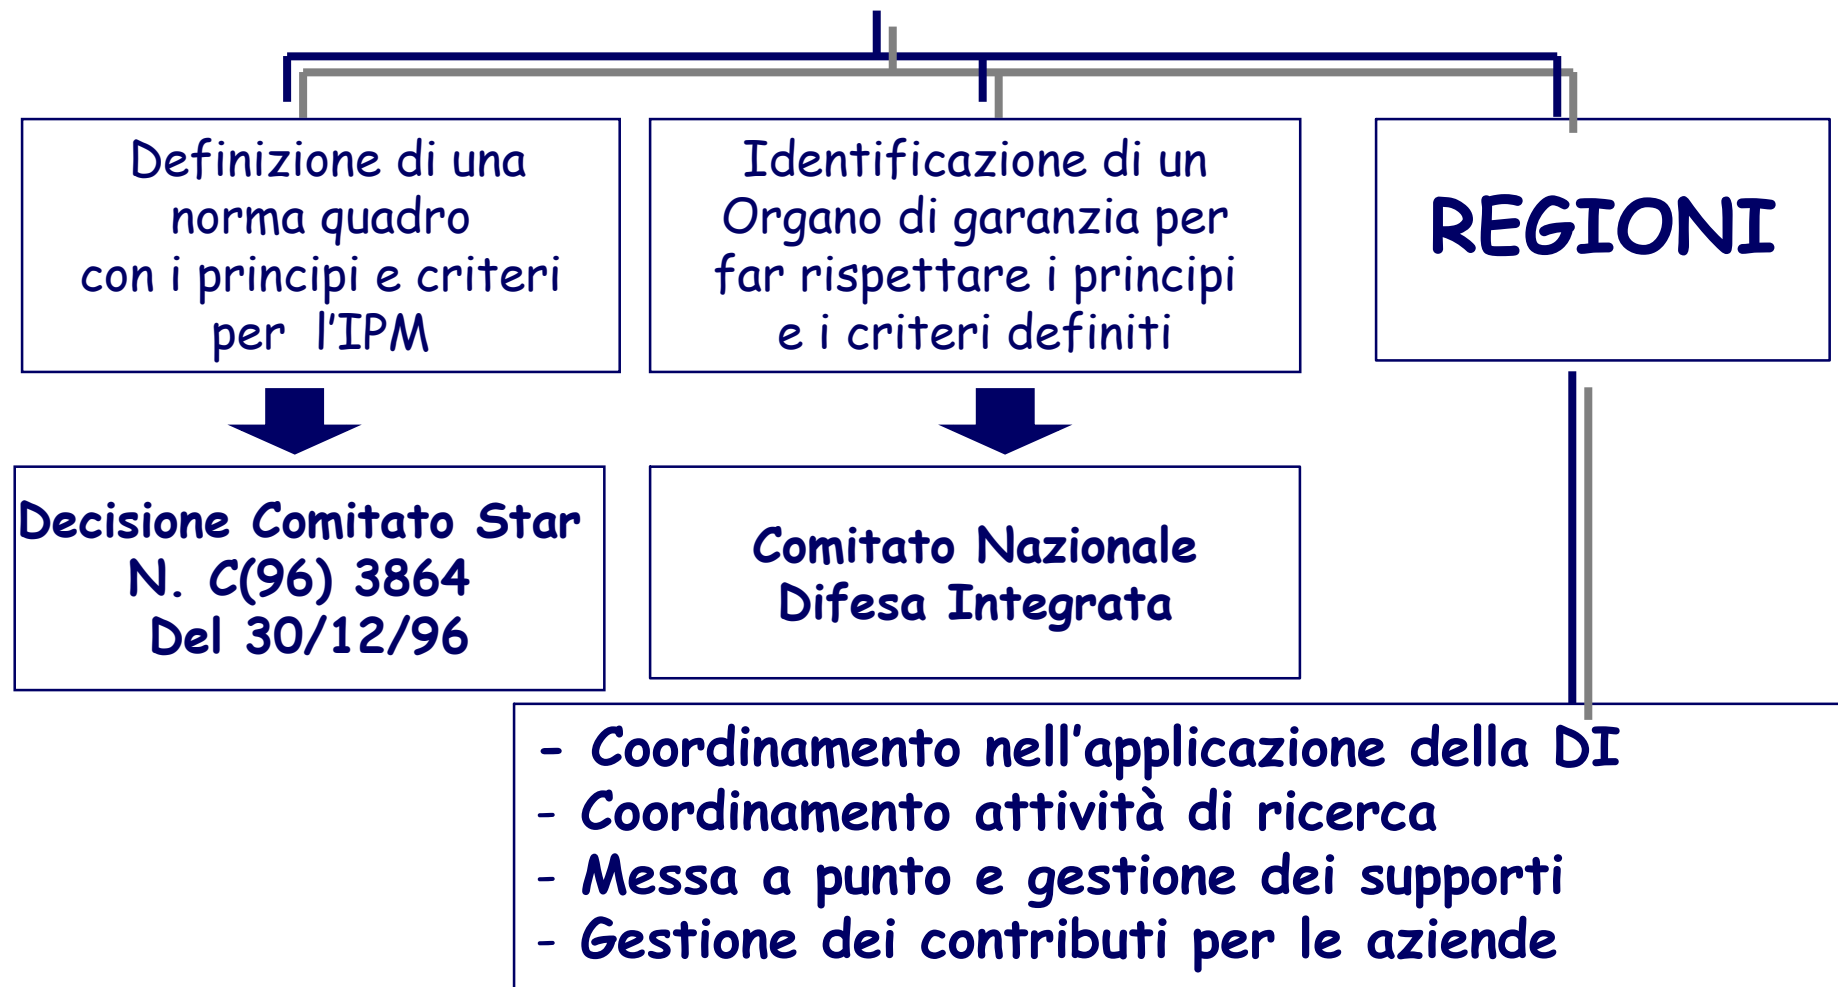 Definizione di una
norma quadro
con i principi e criteri
per l'IPM
Identificazione di un
Organo di garanzia per
far rispettare i principi
e i criteri definiti
REGIONI
Decisione Comitato Star
N. C(96) 3864
Del 30/12/96
Comitato Nazionale
Difesa Integrata
- Coordinamento nell'applicazione della DI
- Coordinamento attività di ricerca
- Messa a punto e gestione dei supporti
- Gestione dei contributi per le aziende